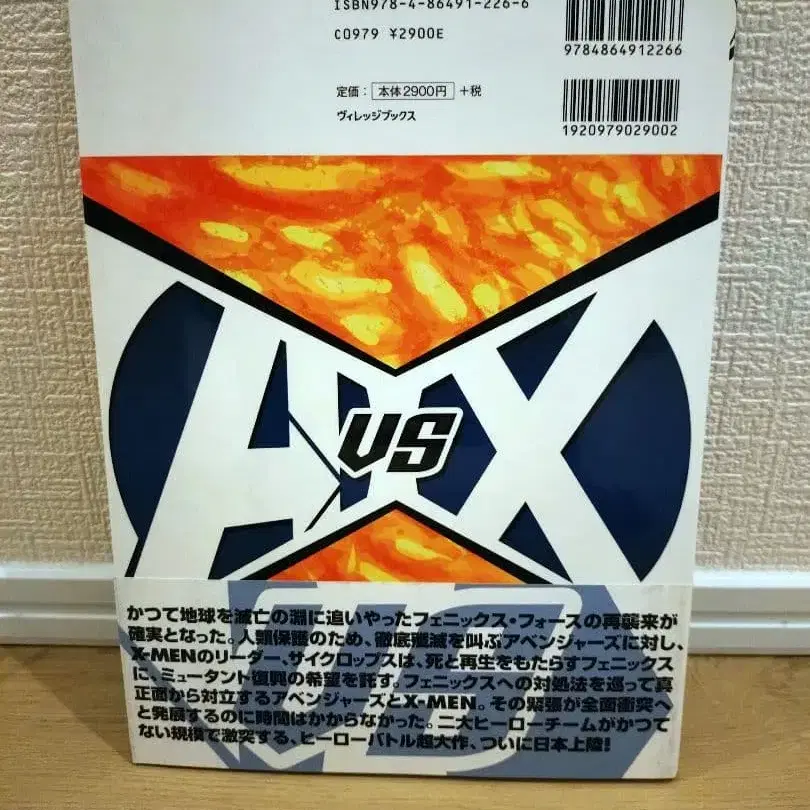 ISBN978-4-86491-226-6
C0979 ¥2900E
9784864912266
定価：本体2900円+税
ヴィレッジブックス
1920979029002
A VS X
かつて地球を滅亡の淵に追いやったフェニックス・フォースの再襲来が
確実となった。人類保護のため、徹底殲滅を叫ぶアベンジャーズに対し、
X-MENのリーダー、サイクロップスは、死と再生をもたらすフェニックス
に、ミュータント復興の希望を託す。フェニックスへの対処法を巡って真
正面から対立するアベンジャーズとX-MEN。その緊張が全面衝突へ
と発展するのに時間はかからなかった。二大ヒーローチームがかつて
ない規模で激突する、ヒーローバトル超大作、ついに日本上陸!